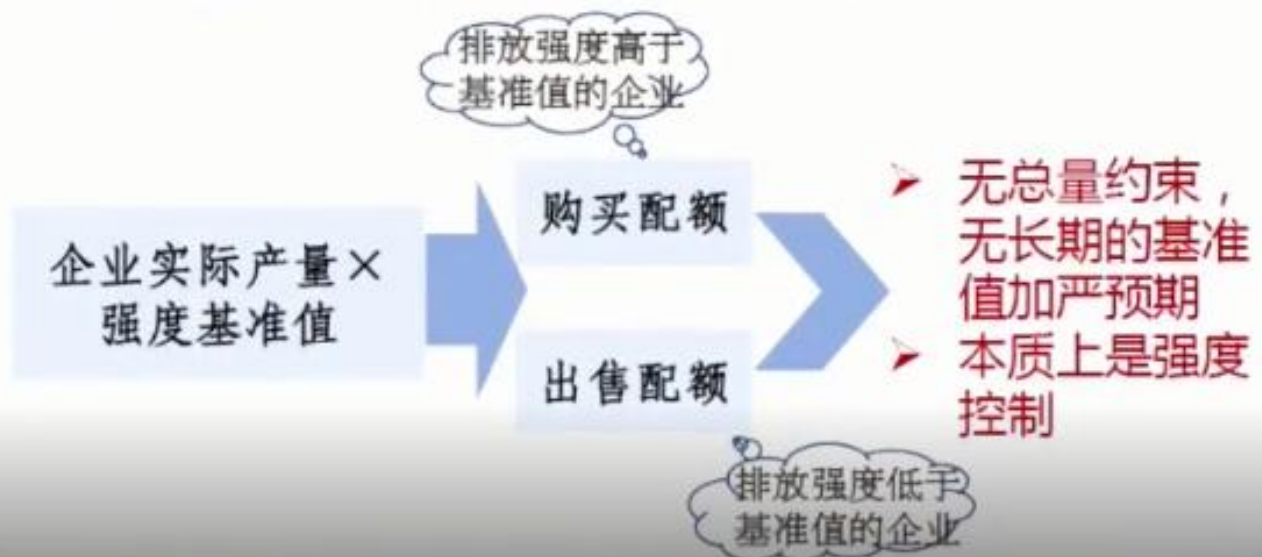 排放强度高于
基准值的企业
企业实际产量×
强度基准值
购买配额
出售配额
排放强度低于
基准值的企业
➢ 无总量约束，
无长期的基准
值加严预期
➢ 本质上是强度
控制